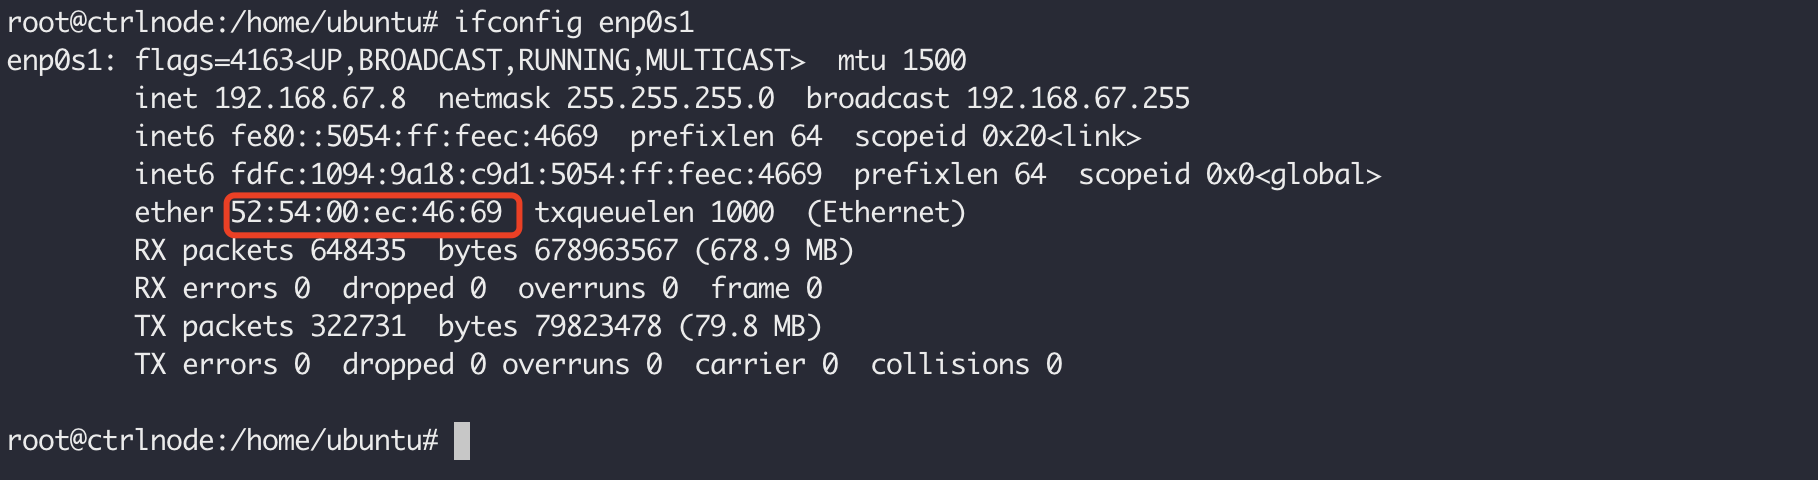 root@ctrlnode:/home/ubuntu# ifconfig enp0s1
enp0s1: flags=4163<UP,BROADCAST,RUNNING,MULTICAST>  mtu 1500
        inet 192.168.67.8  netmask 255.255.255.0  broadcast 192.168.67.255
        inet6 fe80::5054:ff:feec:4669  prefixlen 64  scopeid 0x20<link>
        inet6 fdfc:1094:9a18:c9d1:5054:ff:feec:4669  prefixlen 64  scopeid 0x0<global>
        ether 52:54:00:ec:46:69  txqueuelen 1000  (Ethernet)
        RX packets 648435  bytes 678963567 (678.9 MB)
        RX errors 0  dropped 0  overruns 0  frame 0
        TX packets 322731  bytes 79823478 (79.8 MB)
        TX errors 0  dropped 0 overruns 0  carrier 0  collisions 0
root@ctrlnode:/home/ubuntu#